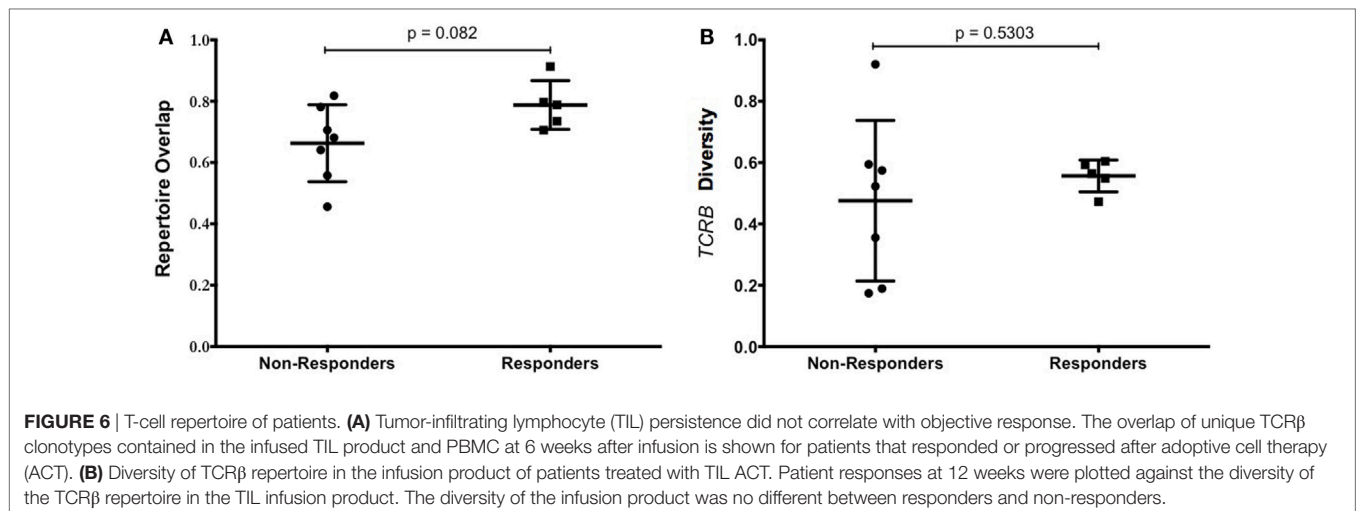 A
p = 0.082
1.0
0.8
0.6
0.4
0.2
0.0
Repertoire Overlap
Non-Responders
Responders
B
p = 0.5303
1.0
0.8
0.6
0.4
0.2
0.0
TCRB Diversity
Non-Responders
Responders
FIGURE 6 | T-cell repertoire of patients. (A) Tumor-infiltrating lymphocyte (TIL) persistence did not correlate with objective response. The overlap of unique TCRβ
clonotypes contained in the infused TIL product and PBMC at 6 weeks after infusion is shown for patients that responded or progressed after adoptive cell therapy
(ACT). (B) Diversity of TCRβ repertoire in the infusion product of patients treated with TIL ACT. Patient responses at 12 weeks were plotted against the diversity of
the TCRβ repertoire in the TIL infusion product. The diversity of the infusion product was no different between responders and non-responders.